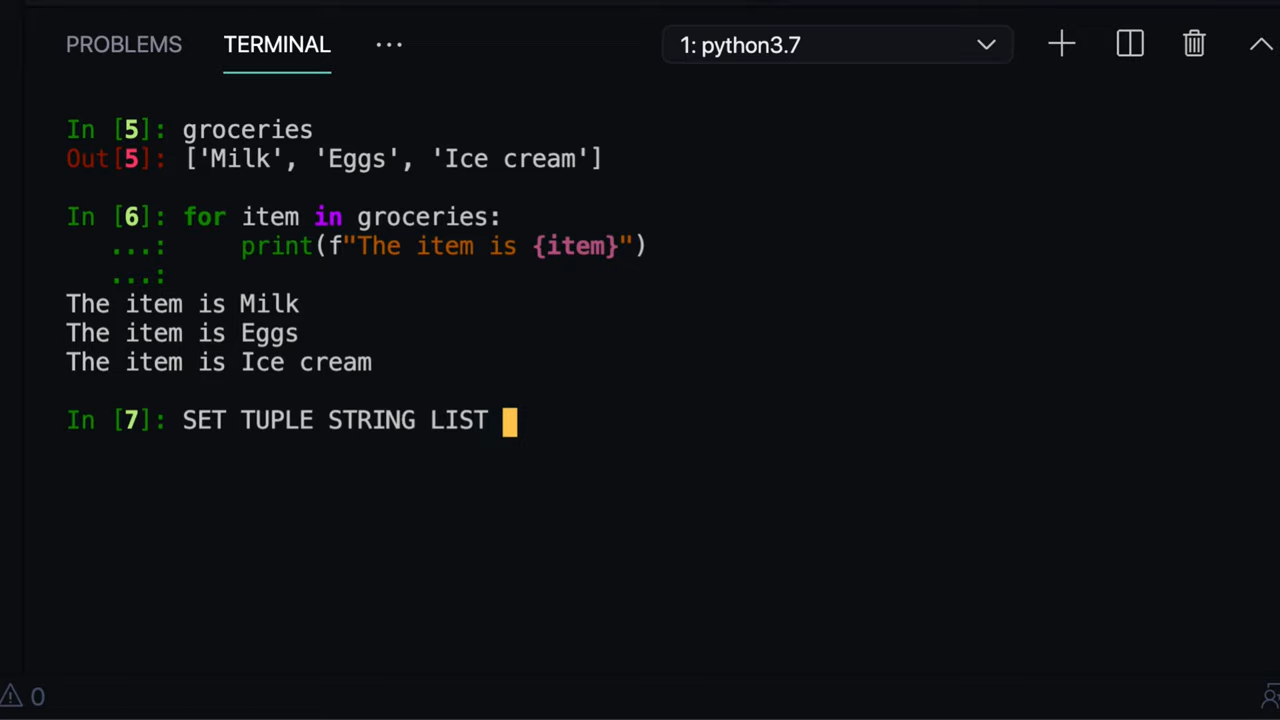 PROBLEMS TERMINAL ... 1: python3.7
In [5]: groceries
Out[5]: ['Milk', 'Eggs', 'Ice cream']
In [6]: for item in groceries:
...: print(f"The item is {item}")
...:
The item is Milk
The item is Eggs
The item is Ice cream
In [7]: SET TUPLE STRING LIST
0